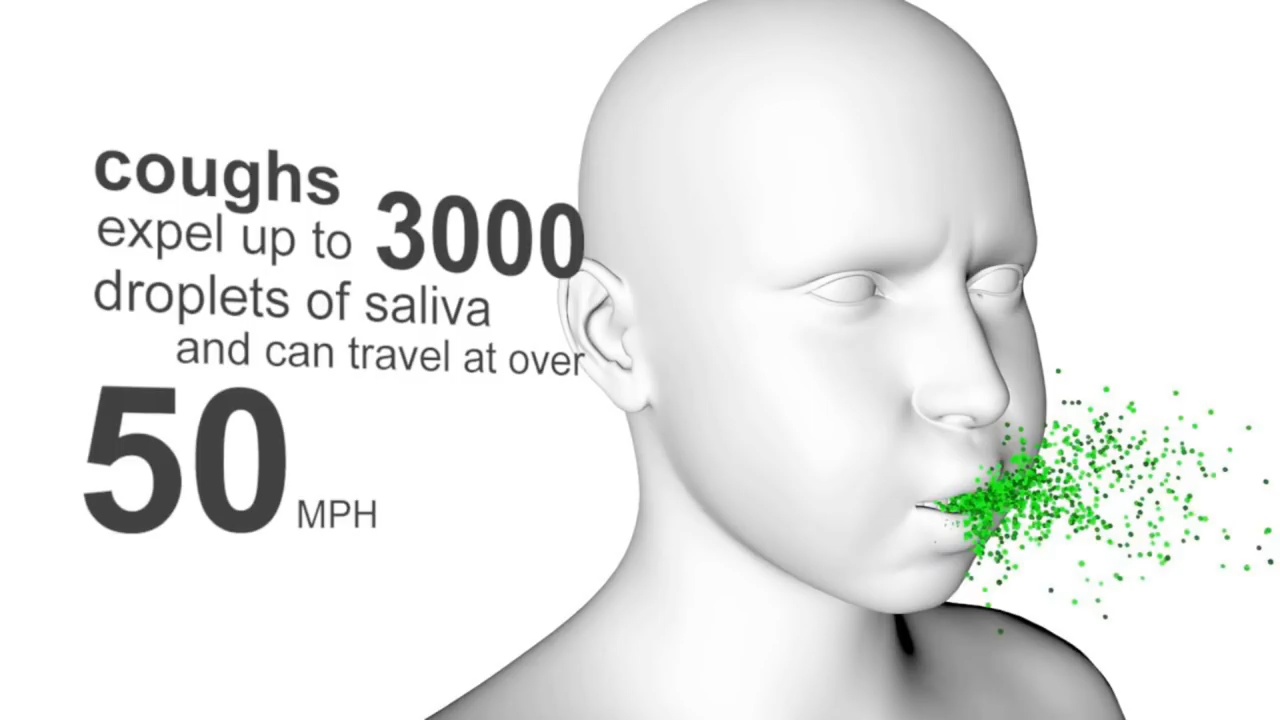 coughs
expel up to 3000
droplets of saliva
and can travel at over
50 MPH